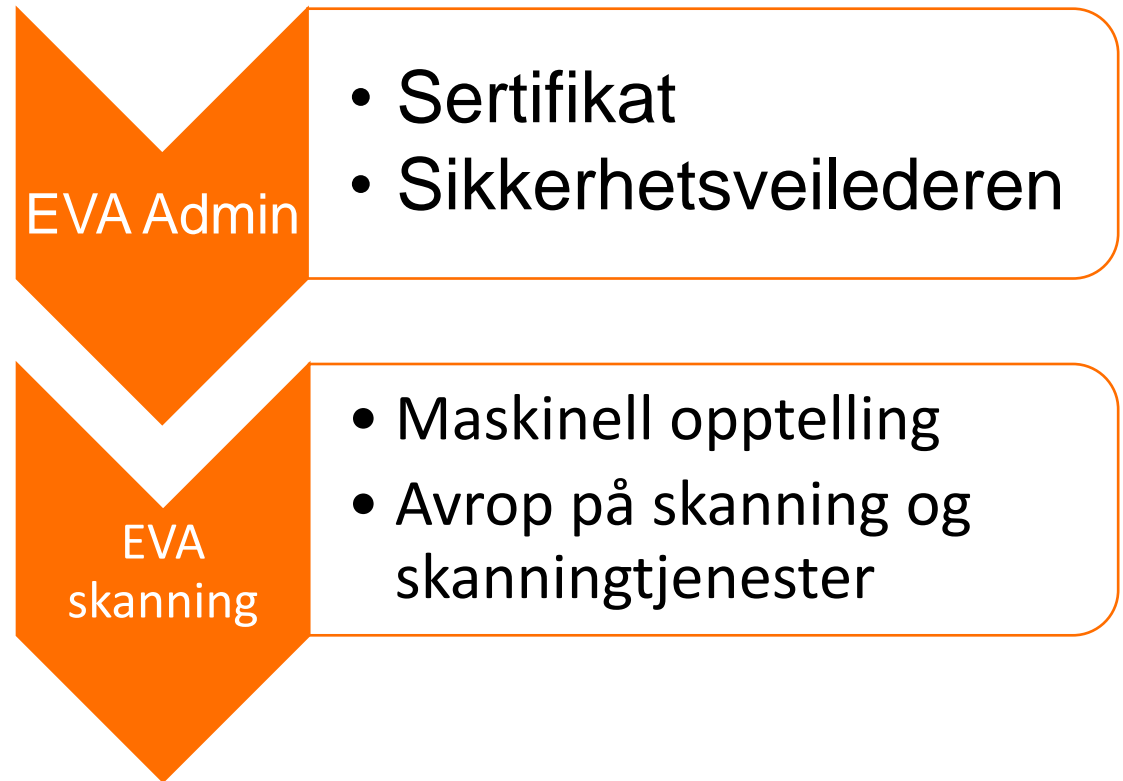 EVA Admin
• Sertifikat
• Sikkerhetsveilederen
EVA
skanning
• Maskinell opptelling
• Avrop på skanning og
skanningtjenester